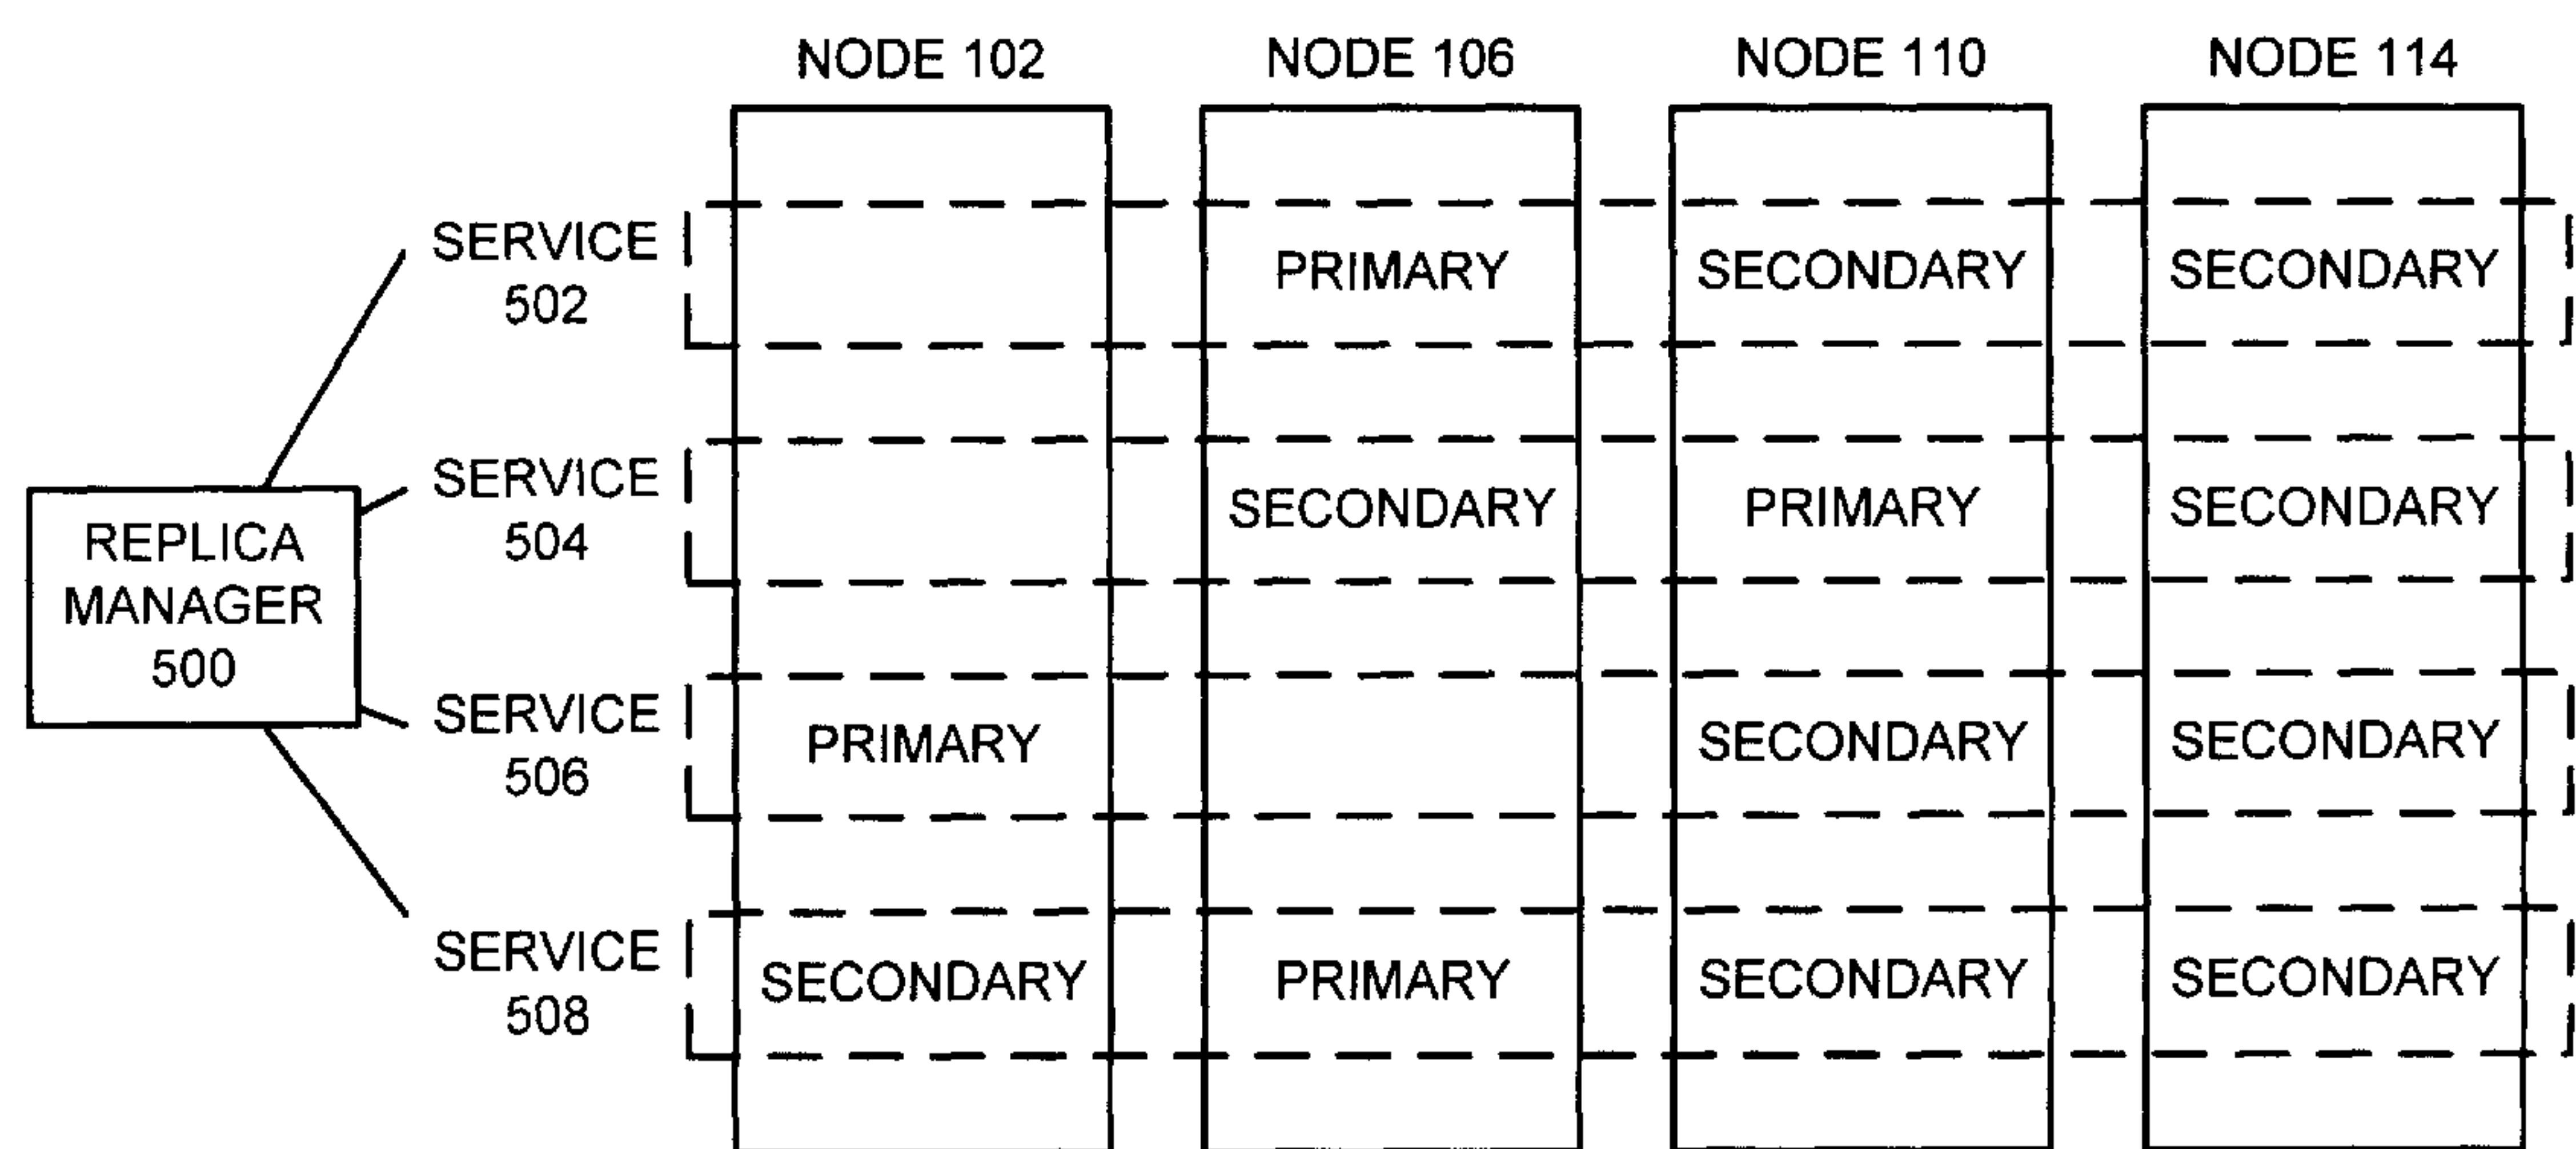 NODE 102 NODE 106 NODE 110 NODE 114
SERVICE
502
PRIMARY SECONDARY SECONDARY
SERVICE
504
SECONDARY PRIMARY SECONDARY
REPLICA
MANAGER
500
SERVICE
506
PRIMARY SECONDARY SECONDARY
SERVICE
508
SECONDARY PRIMARY SECONDARY SECONDARY